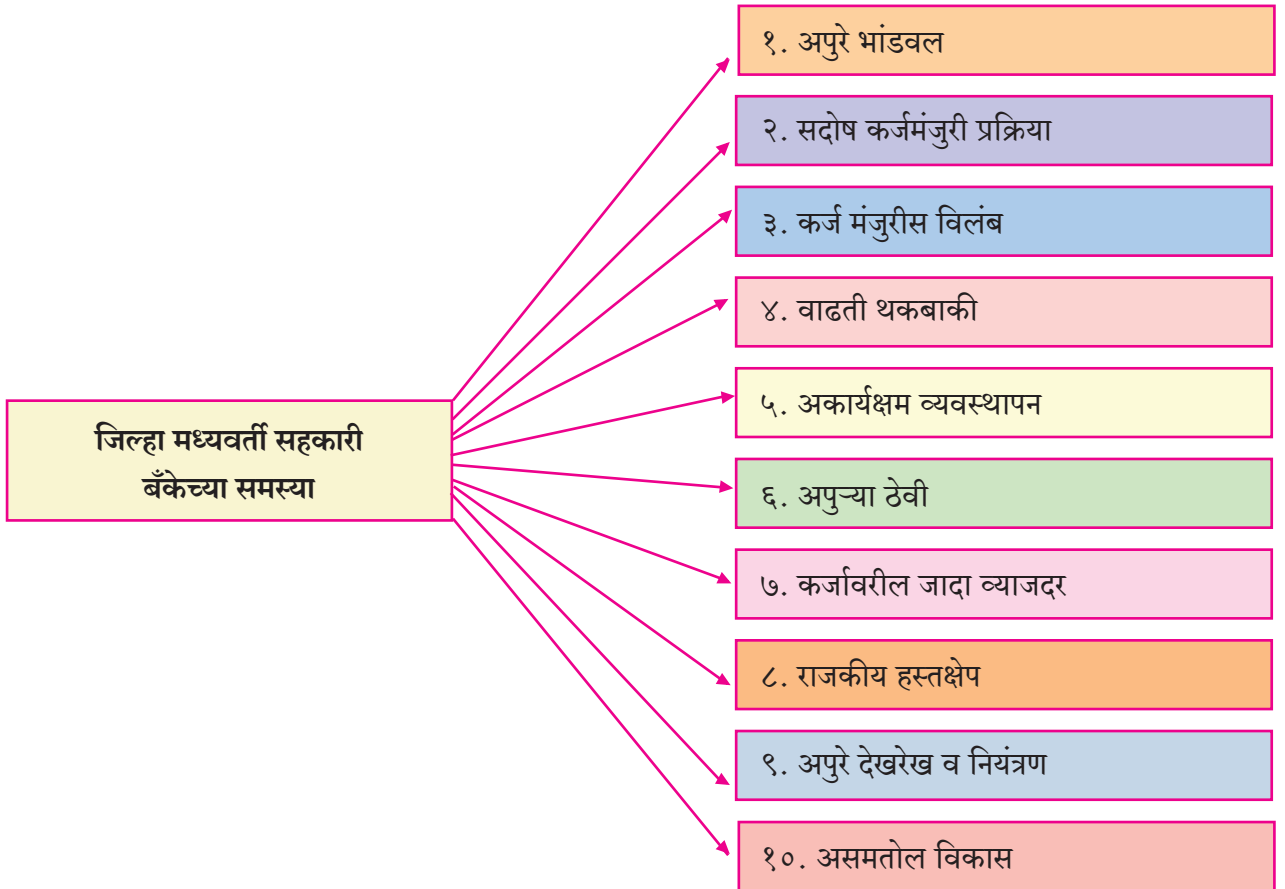 जिल्हा मध्यवर्ती सहकारी
बँकेच्या समस्या
१. अपुरे भांडवल
२. सदोष कर्जमंजुरी प्रक्रिया
३. कर्ज मंजुरीस विलंब
४. वाढती थकबाकी
५. अकार्यक्षम व्यवस्थापन
६. अपुऱ्या ठेवी
७. कर्जावरील जादा व्याजदर
८. राजकीय हस्तक्षेप
९. अपुरे देखरेख व नियंत्रण
१०. असमतोल विकास